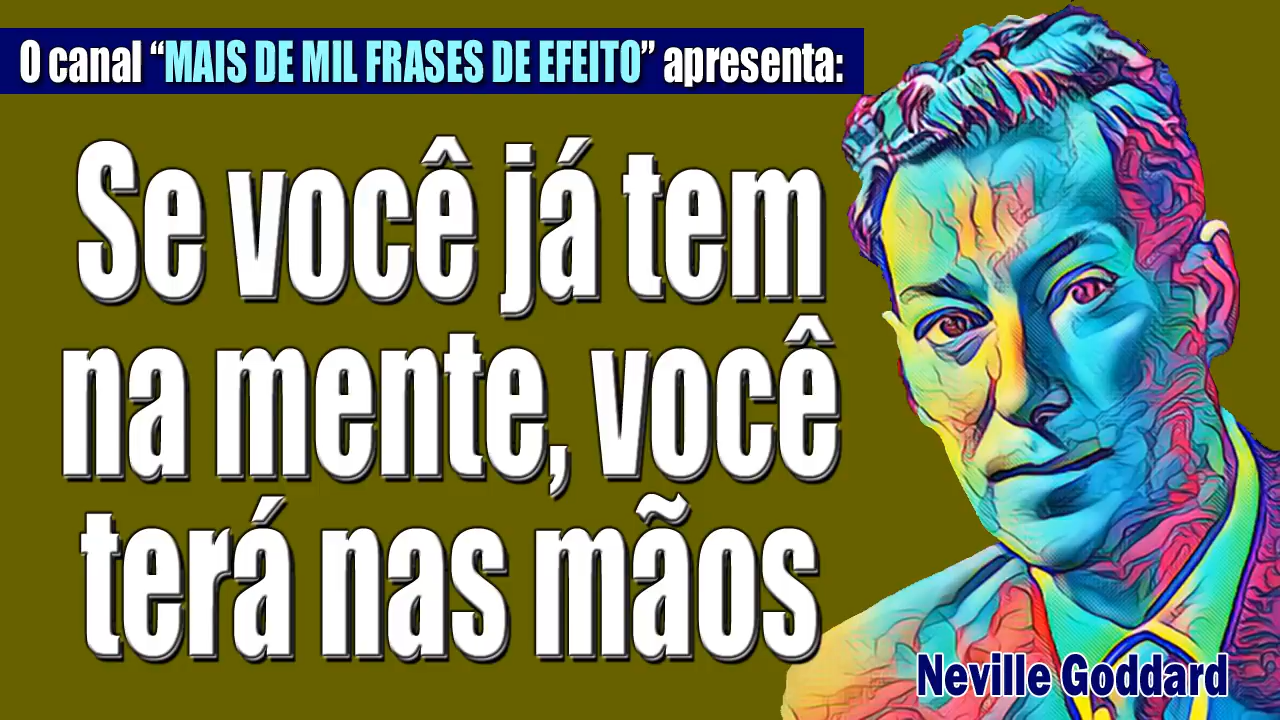 O canal “MAIS DE MIL FRASES DE EFEITO” apresenta:
Se você já tem
na mente, você
terá nas mãos
Neville Goddard